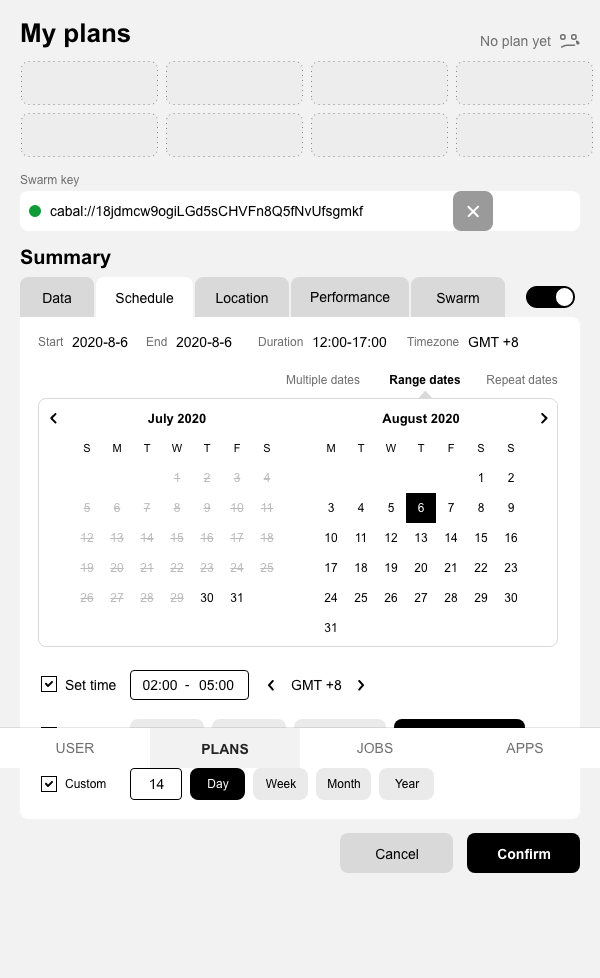 My plans
No plan yet
Swarm key
cabal://18jdmcw9ogiLGd5sCHVFn8Q5fNvUfsgmkf
Summary
Data Schedule Location Performance Swarm
Start 2020-8-6 End 2020-8-6 Duration 12:00-17:00 Timezone GMT +8
Multiple dates Range dates Repeat dates
July 2020 August 2020
S M T W T F S M T W T F S S
1 2 3 4 1 2
5 6 7 8 9 10 11 3 4 5 6 7 8 9
12 13 14 15 16 17 18 10 11 12 13 14 15 16
19 20 21 22 23 24 25 17 18 19 20 21 22 23
26 27 28 29 30 31 24 25 26 27 28 29 30
31
Set time 02:00 - 05:00 GMT +8
USER PLANS JOBS APPS
Custom 14 Day Week Month Year
Cancel Confirm